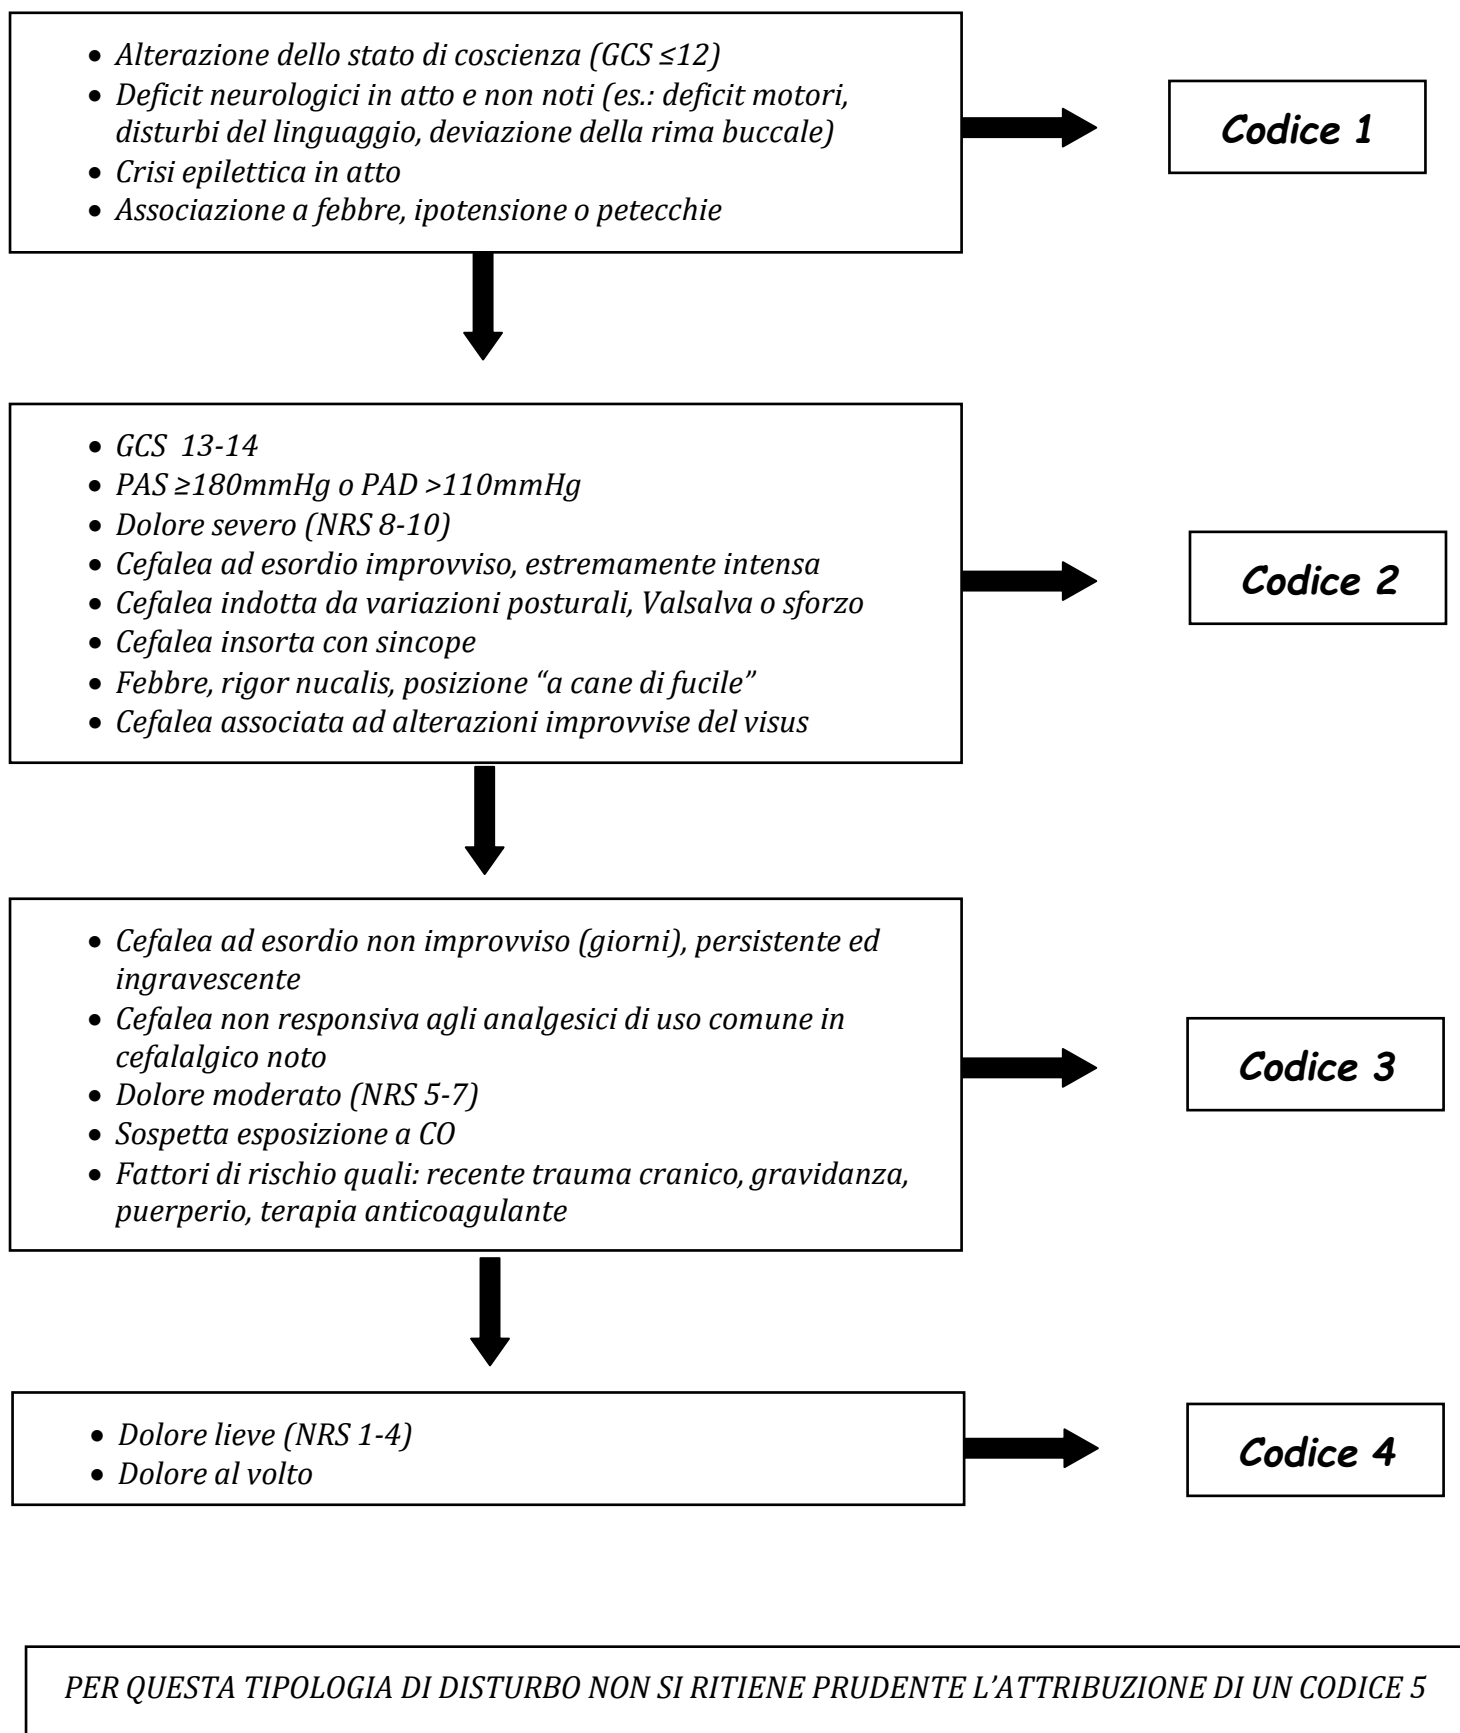 • Alterazione dello stato di coscienza (GCS ≤12)
• Deficit neurologici in atto e non noti (es.: deficit motori,
disturbi del linguaggio, deviazione della rima buccale)
• Crisi epilettica in atto
• Associazione a febbre, ipotensione o petecchie
Codice 1
• GCS  13-14
• PAS ≥180mmHg o PAD >110mmHg
• Dolore severo (NRS 8-10)
• Cefalea ad esordio improvviso, estremamente intensa
• Cefalea indotta da variazioni posturali, Valsalva o sforzo
• Cefalea insorta con sincope
• Febbre, rigor nucalis, posizione “a cane di fucile”
• Cefalea associata ad alterazioni improvvise del visus
Codice 2
• Cefalea ad esordio non improvviso (giorni), persistente ed
ingravescente
• Cefalea non responsiva agli analgesici di uso comune in
cefalalgico noto
• Dolore moderato (NRS 5-7)
• Sospetta esposizione a CO
• Fattori di rischio quali: recente trauma cranico, gravidanza,
puerperio, terapia anticoagulante
Codice 3
• Dolore lieve (NRS 1-4)
• Dolore al volto
Codice 4
PER QUESTA TIPOLOGIA DI DISTURBO NON SI RITIENE PRUDENTE L'ATTRIBUZIONE DI UN CODICE 5